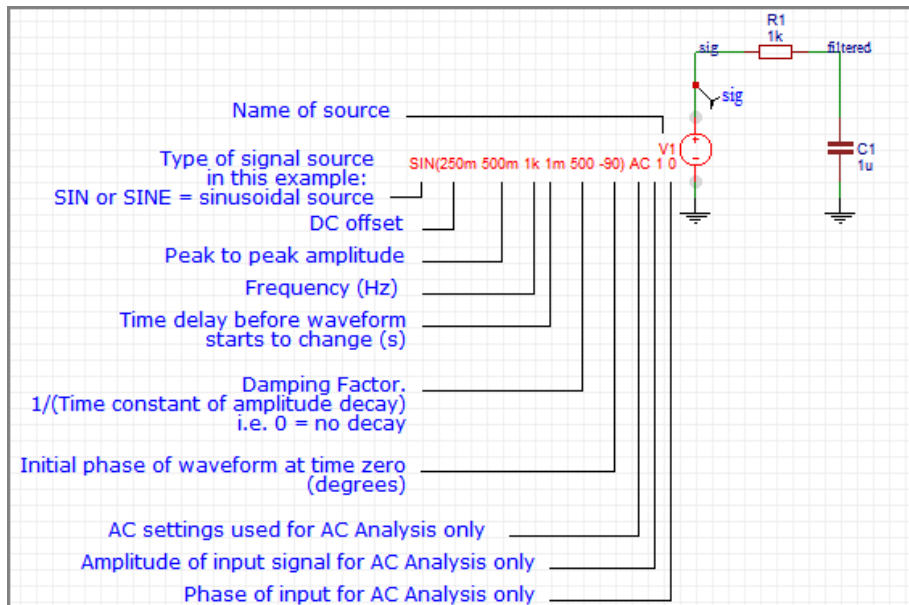 R1
1k
sig
filtered
sig
Name of source
V1
C1
1u
Type of signal source
in this example:
SIN or SINE = sinusoidal source
SIN(250m 500m 1k 1m 500 -90) AC 1 0
DC offset
Peak to peak amplitude
Frequency (Hz)
Time delay before waveform
starts to change (s)
Damping Factor.
1/(Time constant of amplitude decay)
i.e. 0 = no decay
Initial phase of waveform at time zero
(degrees)
AC settings used for AC Analysis only
Amplitude of input signal for AC Analysis only
Phase of input for AC Analysis only